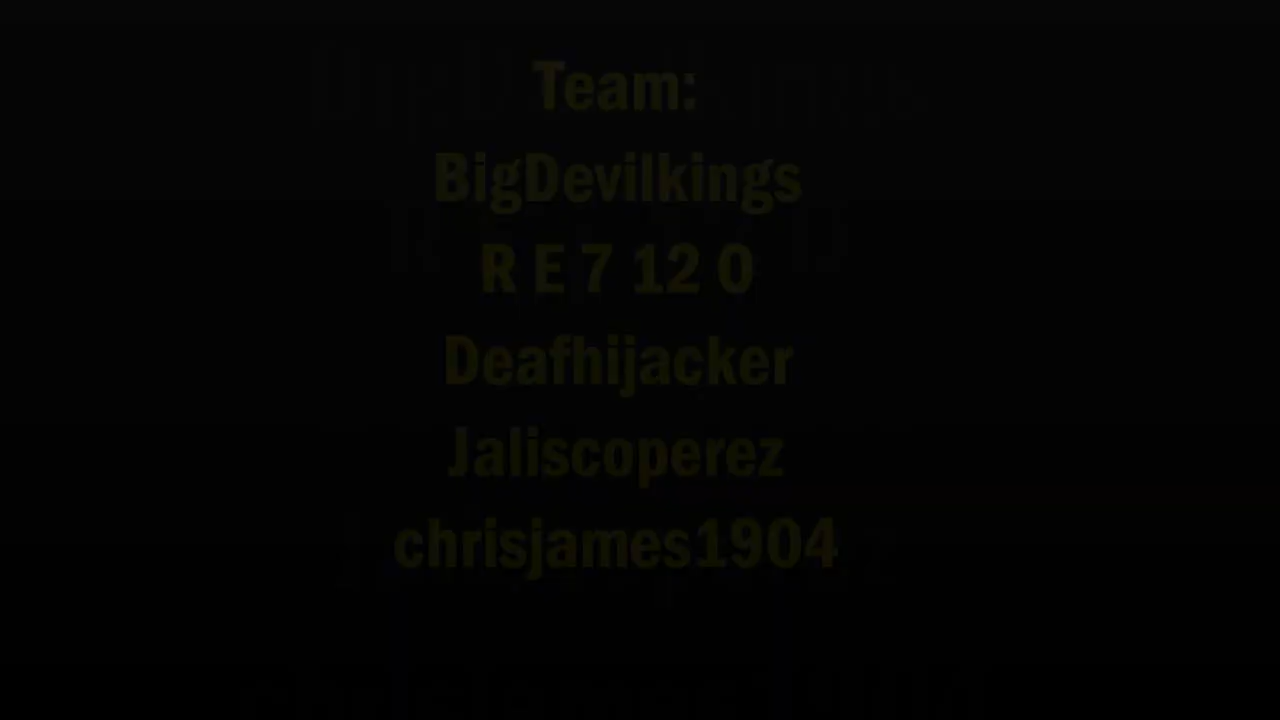 Team:
BigDevilkings
R E 7 12 0
Deafhijacker
Jaliscoperez
chrisjames1904